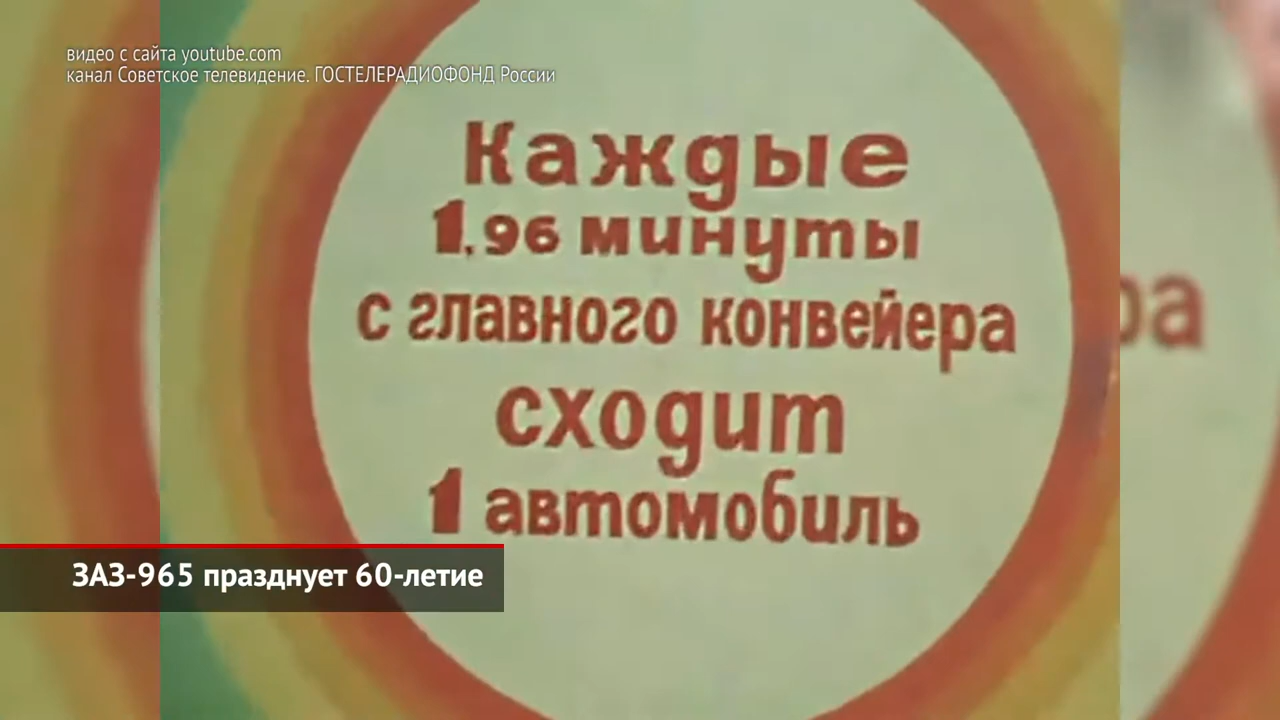 видео с сайта youtube.com
канал Советское телевидение. ГОСТЕЛЕРАДИОФОНД России
Каждые
1,96 минуты
с главного конвейера
сходит
1 автомобиль
ра
ЗАЗ-965 празднует 60-летие